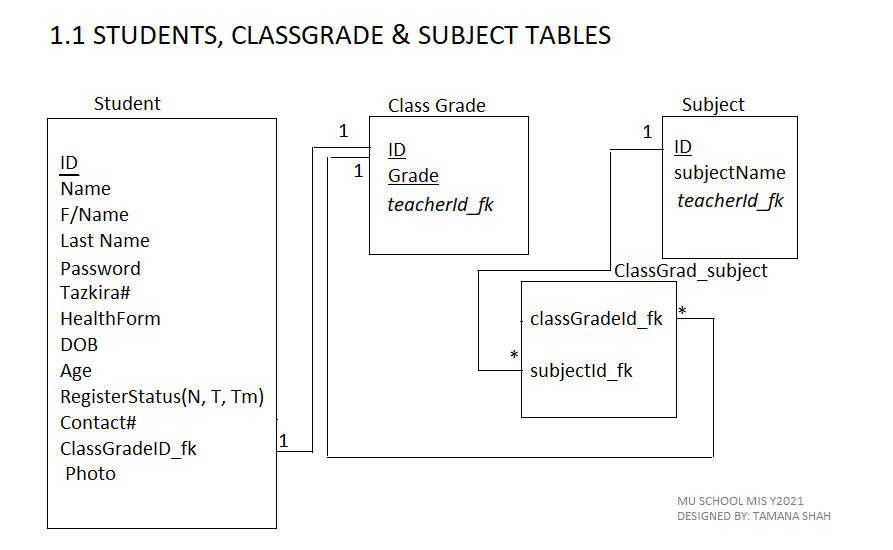 1.1 STUDENTS, CLASSGRADE & SUBJECT TABLES
Student
ID
Name
F/Name
Last Name
Password
Tazkira#
HealthForm
DOB
Age
RegisterStatus(N, T, Tm)
Contact#
ClassGradeID_fk
Photo
1
1
1
Class Grade
ID
Grade
teacherId_fk
Subject
1
ID
subjectName
teacherId_fk
ClassGrad_subject
classGradeId_fk
*
*
subjectId_fk
MU SCHOOL MIS Y2021
DESIGNED BY: TAMANA SHAH